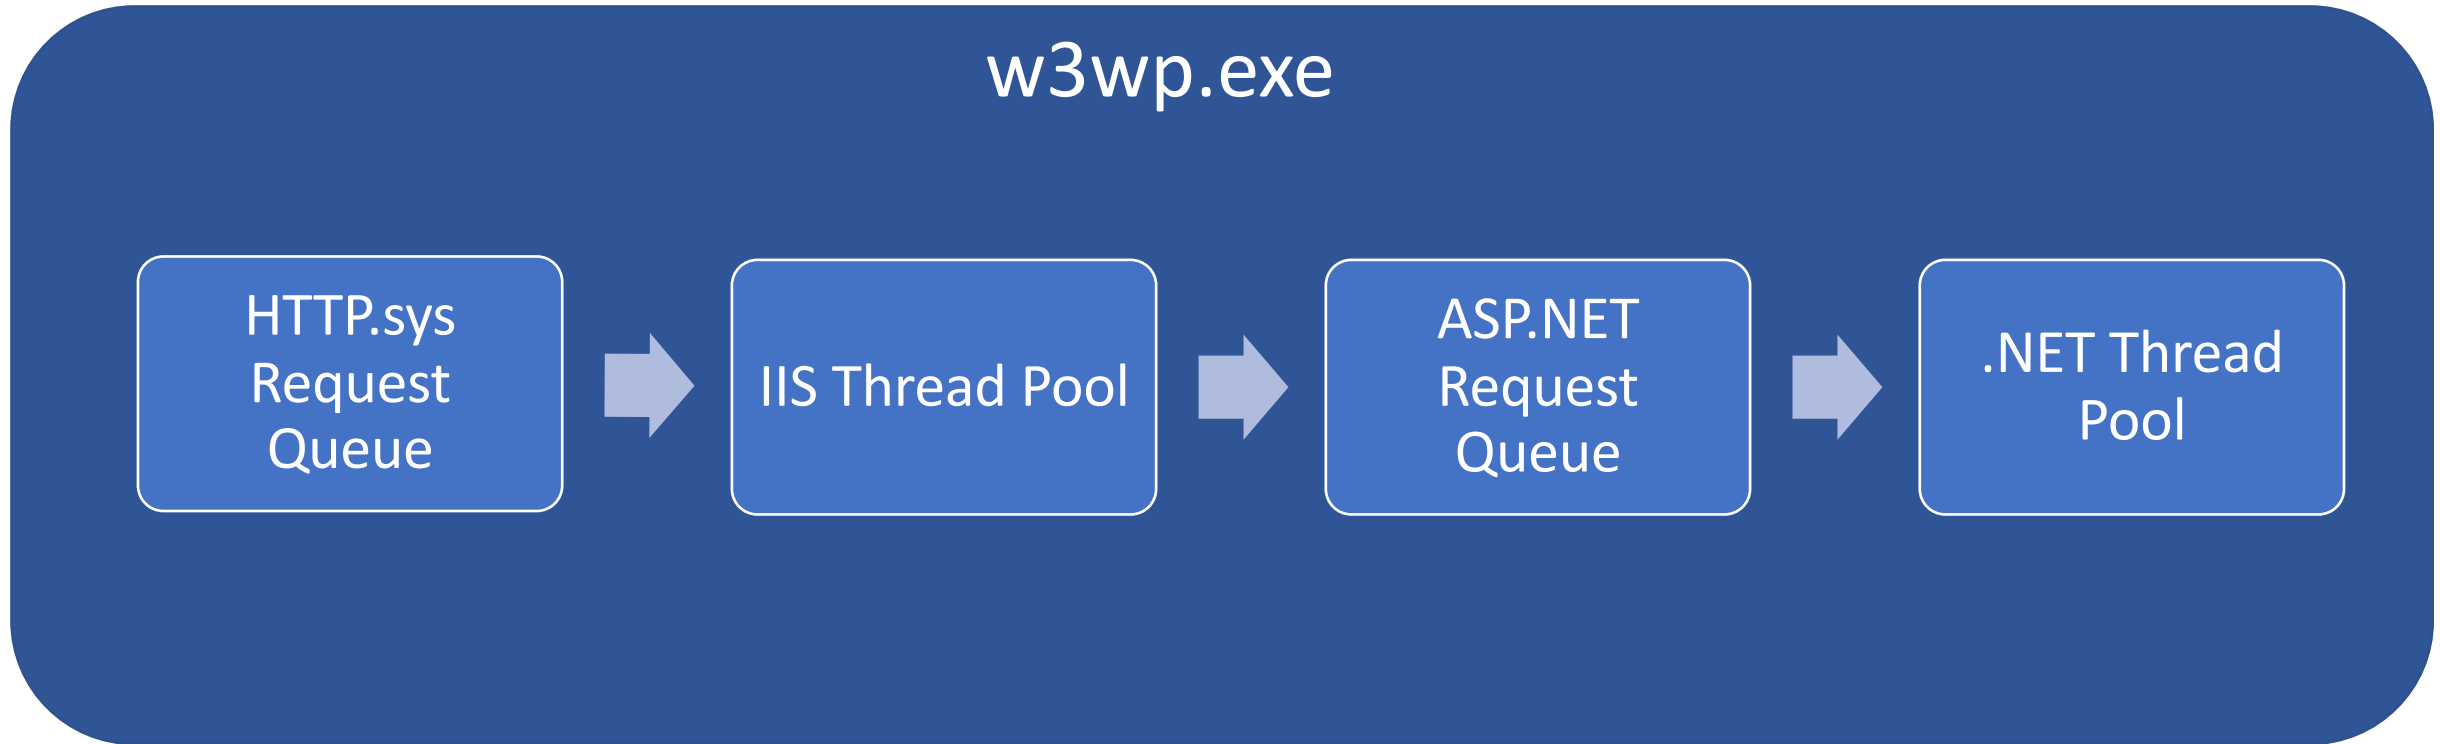 w3wp.exe
HTTP.sys
Request
Queue
IIS Thread Pool
ASP.NET
Request
Queue
.NET Thread
Pool